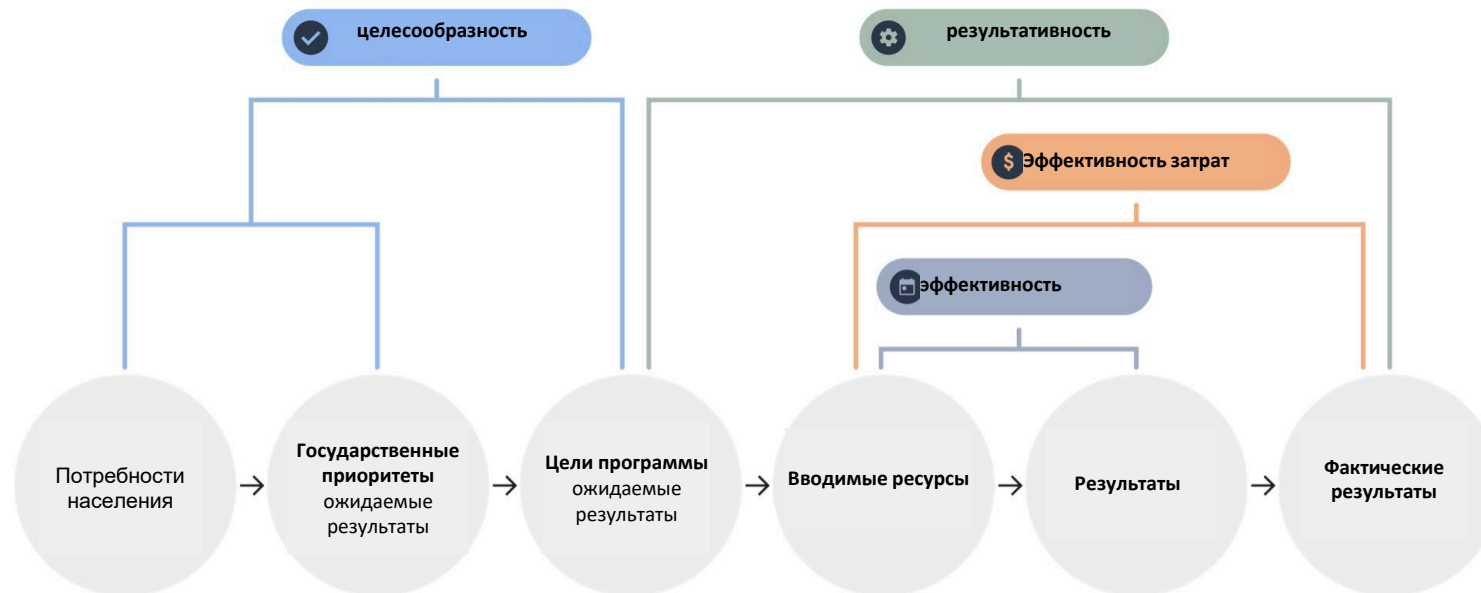 целесообразность
результативность
$
Эффективность затрат
эффективность
Потребности
населения
Государственные
приоритеты
ожидаемые
результаты
Цели программы
ожидаемые
результаты
Вводимые ресурсы
Результаты
Фактические
результаты